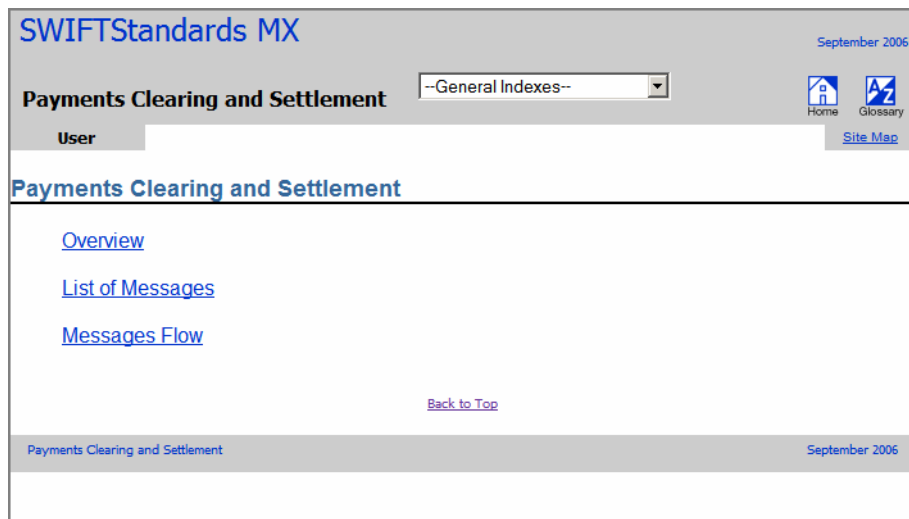 SWIFTStandards MX
September 2006
Payments Clearing and Settlement
--General Indexes--
Home
Glossary
User
Site Map
Payments Clearing and Settlement
Overview
List of Messages
Messages Flow
Back to Top
Payments Clearing and Settlement
September 2006